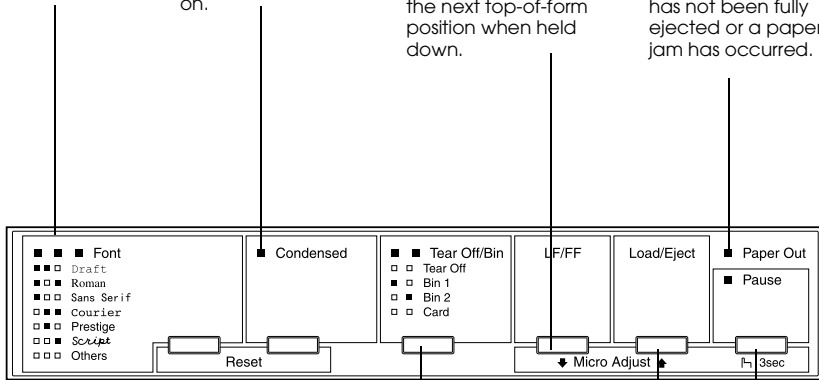 on.
the next top-of-form
position when held
down.
has not been fully
ejected or a paper
jam has occurred.
Font
Draft
Roman
Sans Serif
Courier
Prestige
Script
Others
Condensed
Reset
Tear Off/Bin
Tear Off
Bin 1
Bin 2
Card
LF/FF
Load/Eject
Micro Adjust
Paper Out
Pause
3sec